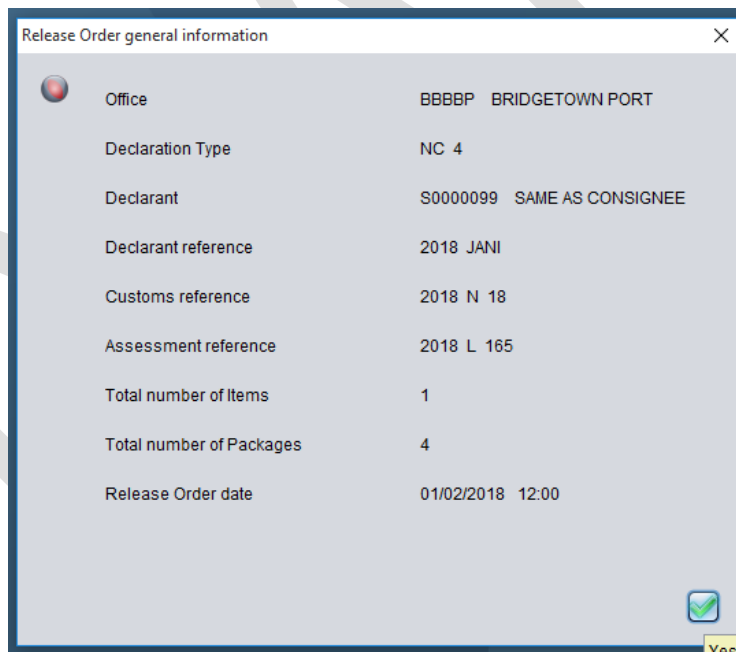 Release Order general information
Office BBBBP BRIDGETOWN PORT
Declaration Type NC 4
Declarant S0000099 SAME AS CONSIGNEE
Declarant reference 2018 JANI
Customs reference 2018 N 18
Assessment reference 2018 L 165
Total number of Items 1
Total number of Packages 4
Release Order date 01/02/2018 12:00
Yes